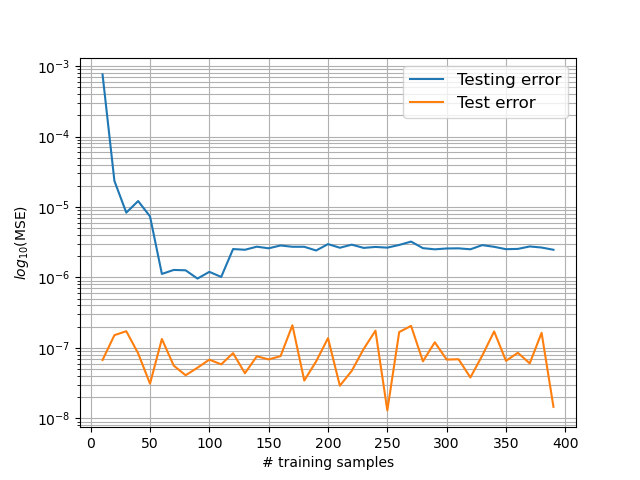 Testing error
Test error
10⁻³
10⁻⁴
10⁻⁵
10⁻⁶
10⁻⁷
10⁻⁸
log₁₀(MSE)
0 50 100 150 200 250 300 350 400
# training samples